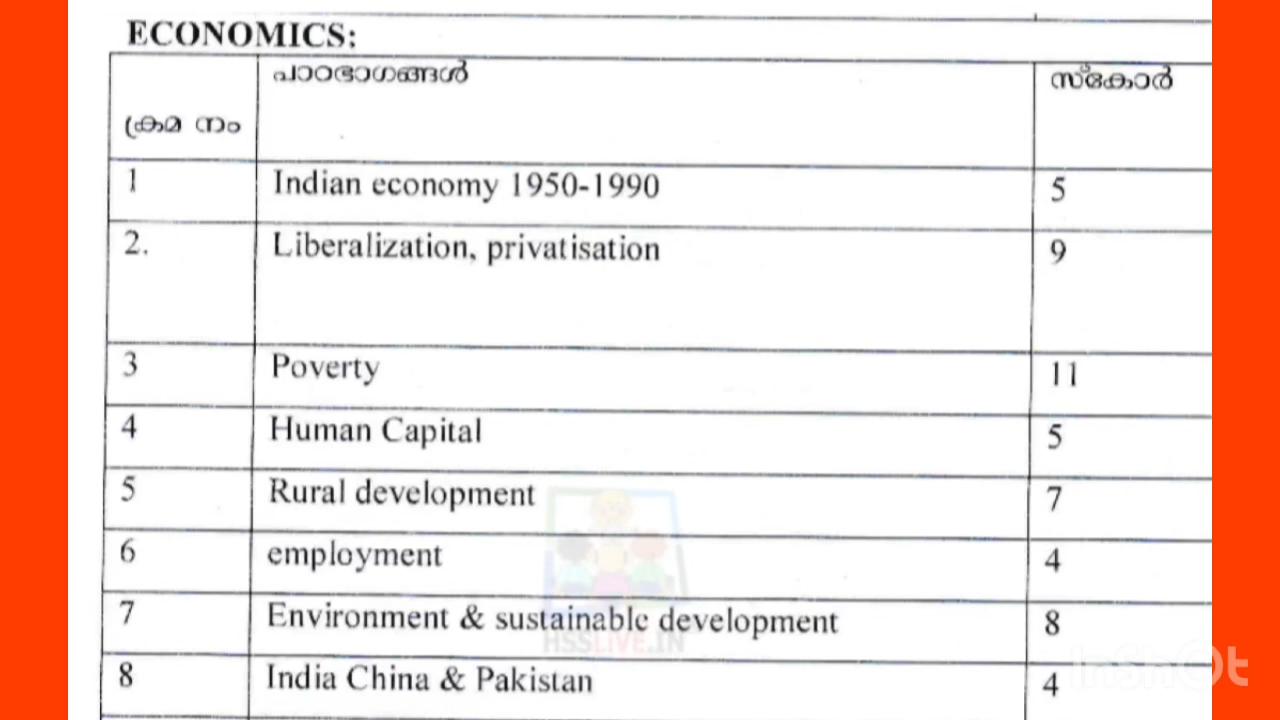 ECONOMICS:
ക്രമ നം പാഠഭാഗങ്ങൾ സ്കോർ
1 Indian economy 1950-1990 5
2. Liberalization, privatisation 9
3 Poverty 11
4 Human Capital 5
5 Rural development 7
6 employment 4
7 Environment & sustainable development 8
8 India China & Pakistan 4
HSSLIVE.IN
InShOt